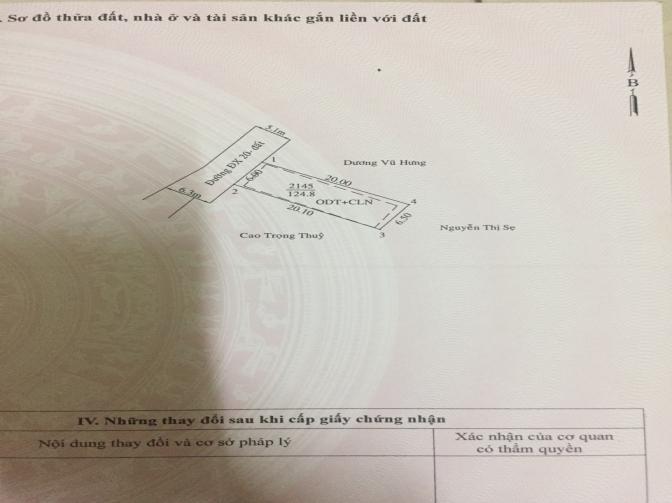 . Sơ đồ thửa đất, nhà ở và tài sản khác gắn liền với đất
B
5.1m
Đường ĐX 20- đất
6.3m
1
6.00
2
Dương Vũ Hưng
20.00
2145
124.8
ODT+CLN
4
20.10
6.50
3
Cao Trọng Thuỷ
Nguyễn Thị Sẹ
IV. Những thay đổi sau khi cấp giấy chứng nhận
Nội dung thay đổi và cơ sở pháp lý
Xác nhận của cơ quan
có thẩm quyền